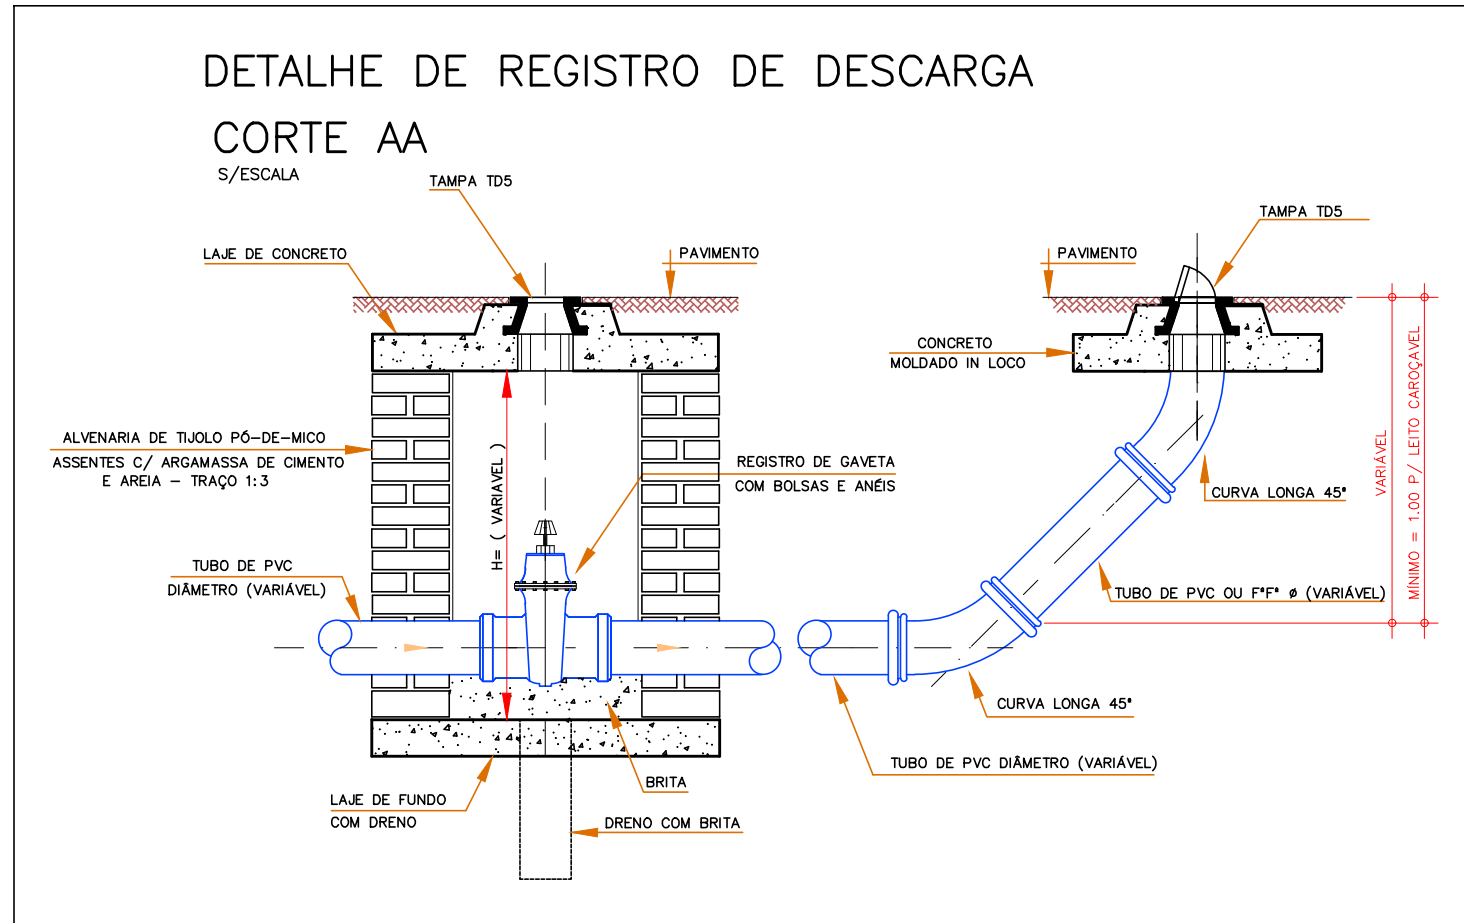 DETALHE DE REGISTRO DE DESCARGA
CORTE AA
S/ESCALA
TAMPA TD5
LAJE DE CONCRETO
PAVIMENTO
ALVENARIA DE TIJOLO PÓ-DE-MICO
ASSENTES C/ ARGAMASSA DE CIMENTO
E AREIA - TRAÇO 1:3
H= ( VARIAVEL )
REGISTRO DE GAVETA
COM BOLSAS E ANÉIS
TUBO DE PVC
DIÂMETRO (VARIÁVEL)
BRITA
LAJE DE FUNDO
COM DRENO
DRENO COM BRITA
TAMPA TD5
PAVIMENTO
CONCRETO
MOLDADO IN LOCO
CURVA LONGA 45°
TUBO DE PVC OU F°F° ø (VARIÁVEL)
CURVA LONGA 45°
TUBO DE PVC DIÂMETRO (VARIÁVEL)
VARIÁVEL
MÍNIMO = 1.00 P/ LEITO CAROÇAVEL